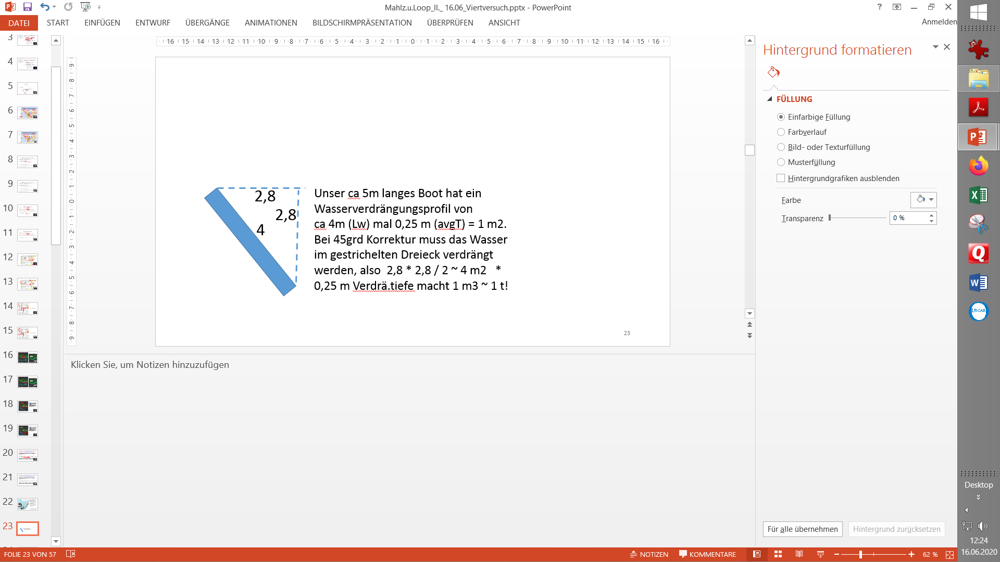 Mahlz.u.Loop_II._ 16.06_Viertversuch.pptx - PowerPoint
DATEI START EINFÜGEN ENTWURF ÜBERGÄNGE ANIMATIONEN BILDSCHIRMPRÄSENTATION ÜBERPRÜFEN ANSICHT Anmelden
16 15 14 13 12 11 10 9 8 7 6 5 4 3 2 1 0 1 2 3 4 5 6 7 8 9 10 11 12 13 14 15 16
9 8 7 6 5 4 3 2 1 0 1 2 3 4 5 6 7 8 9
3
4
5
6
7
8
9
10
11
12
13
14
15
16
17
18
19
20
21
22
23
2,8
2,8
4
Unser ca 5m langes Boot hat ein
Wasserverdrängungsprofil von
ca 4m (Lw) mal 0,25 m (avgT) = 1 m2.
Bei 45grd Korrektur muss das Wasser
im gestrichelten Dreieck verdrängt
werden, also 2,8 * 2,8 / 2 ~ 4 m2 *
0,25 m Verdrä.tiefe macht 1 m3 ~ 1 t!
23
Klicken Sie, um Notizen hinzuzufügen
Hintergrund formatieren
FÜLLUNG
Einfarbige Füllung
Farbverlauf
Bild- oder Texturfüllung
Musterfüllung
Hintergrundgrafiken ausblenden
Farbe
Transparenz 0 %
Für alle übernehmen Hintergrund zurücksetzen
FOLIE 23 VON 57 NOTIZEN KOMMENTARE 62 %
USCAR
Desktop
12:24
16.06.2020